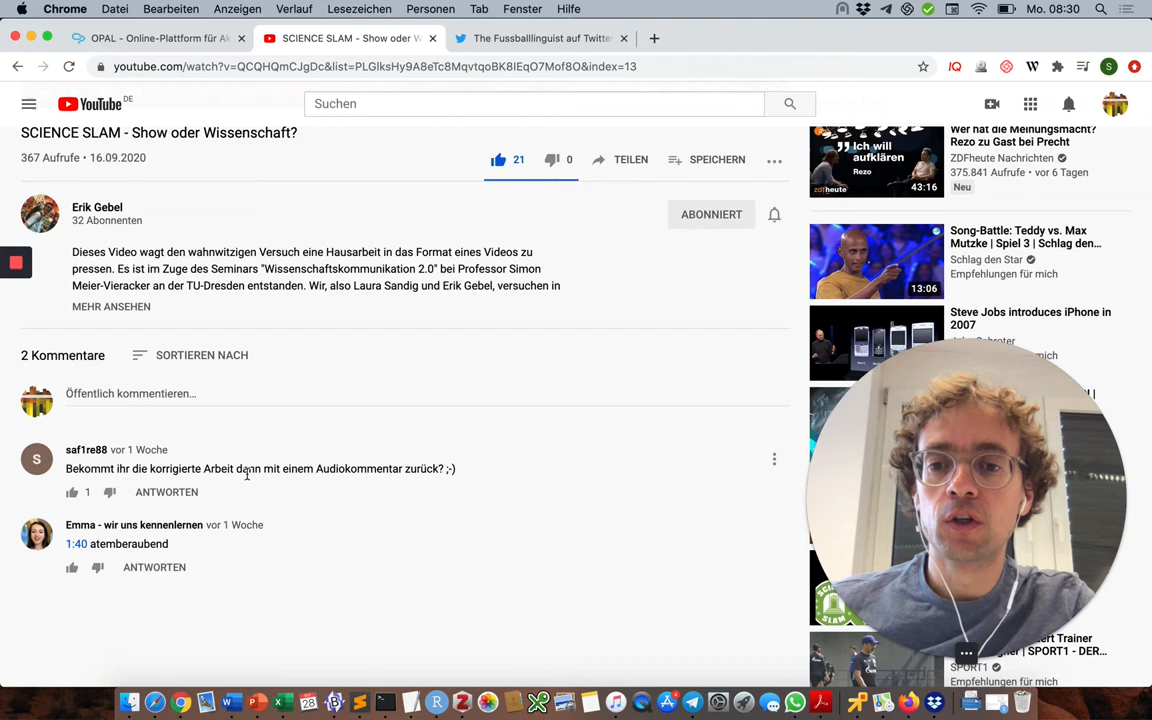 Chrome Datei Bearbeiten Anzeigen Verlauf Lesezeichen Personen Tab Fenster Hilfe Mo. 08:30
OPAL - Online-Plattform für Ak
SCIENCE SLAM - Show oder W
The Fussballlinguist auf Twitte
youtube.com/watch?v=QCQHQmCJgDc&list=PLGlksHy9A8eTc8MqvtqoBK8IEqO7Mof8O&index=13
YouTube DE
Suchen
SCIENCE SLAM - Show oder Wissenschaft?
367 Aufrufe • 16.09.2020
21
0
TEILEN
SPEICHERN
Erik Gebel
32 Abonnenten
ABONNIERT
Dieses Video wagt den wahnwitzigen Versuch eine Hausarbeit in das Format eines Videos zu
pressen. Es ist im Zuge des Seminars "Wissenschaftskommunikation 2.0" bei Professor Simon
Meier-Vieracker an der TU-Dresden entstanden. Wir, also Laura Sandig und Erik Gebel, versuchen in
MEHR ANSEHEN
2 Kommentare
SORTIEREN NACH
Öffentlich kommentieren...
S
saf1re88 vor 1 Woche
Bekommt ihr die korrigierte Arbeit dann mit einem Audiokommentar zurück? ;-)
1
ANTWORTEN
Emma - wir uns kennenlernen vor 1 Woche
1:40 atemberaubend
ANTWORTEN
"Ich will
aufklären
Rezo
43:16
Wer hat die Meinungsmacht?
Rezo zu Gast bei Precht
ZDFheute Nachrichten
375.841 Aufrufe • vor 6 Tagen
Neu
13:06
Song-Battle: Teddy vs. Max
Mutzke | Spiel 3 | Schlag den...
Schlag den Star
Empfehlungen für mich
Steve Jobs introduces iPhone in
2007
mich
SLAM
Trainer
| SPORT1 - DER...
SPORT1